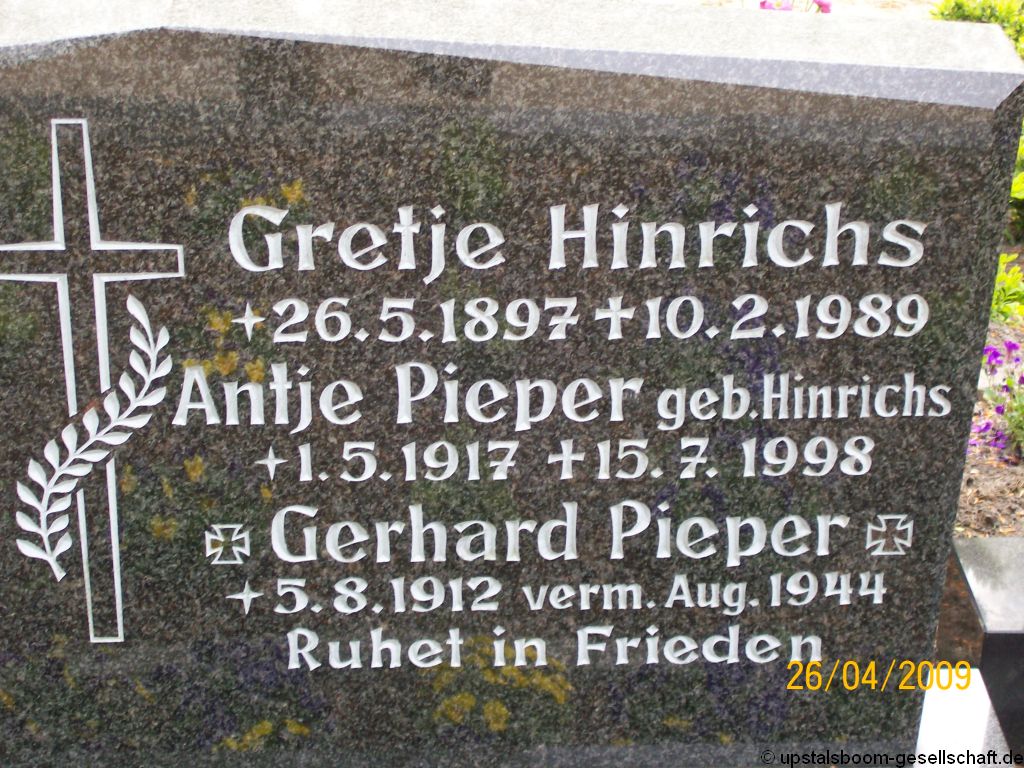 Gretje Hinrichs
26.5.1897 † 10.2.1989
Antje Pieper geb. Hinrichs
1.5.1917 † 15.7.1998
Gerhard Pieper
5.8.1912 verm. Aug. 1944
Ruhet in Frieden
26/04/2009
© upstalsboom-gesellschaft.de